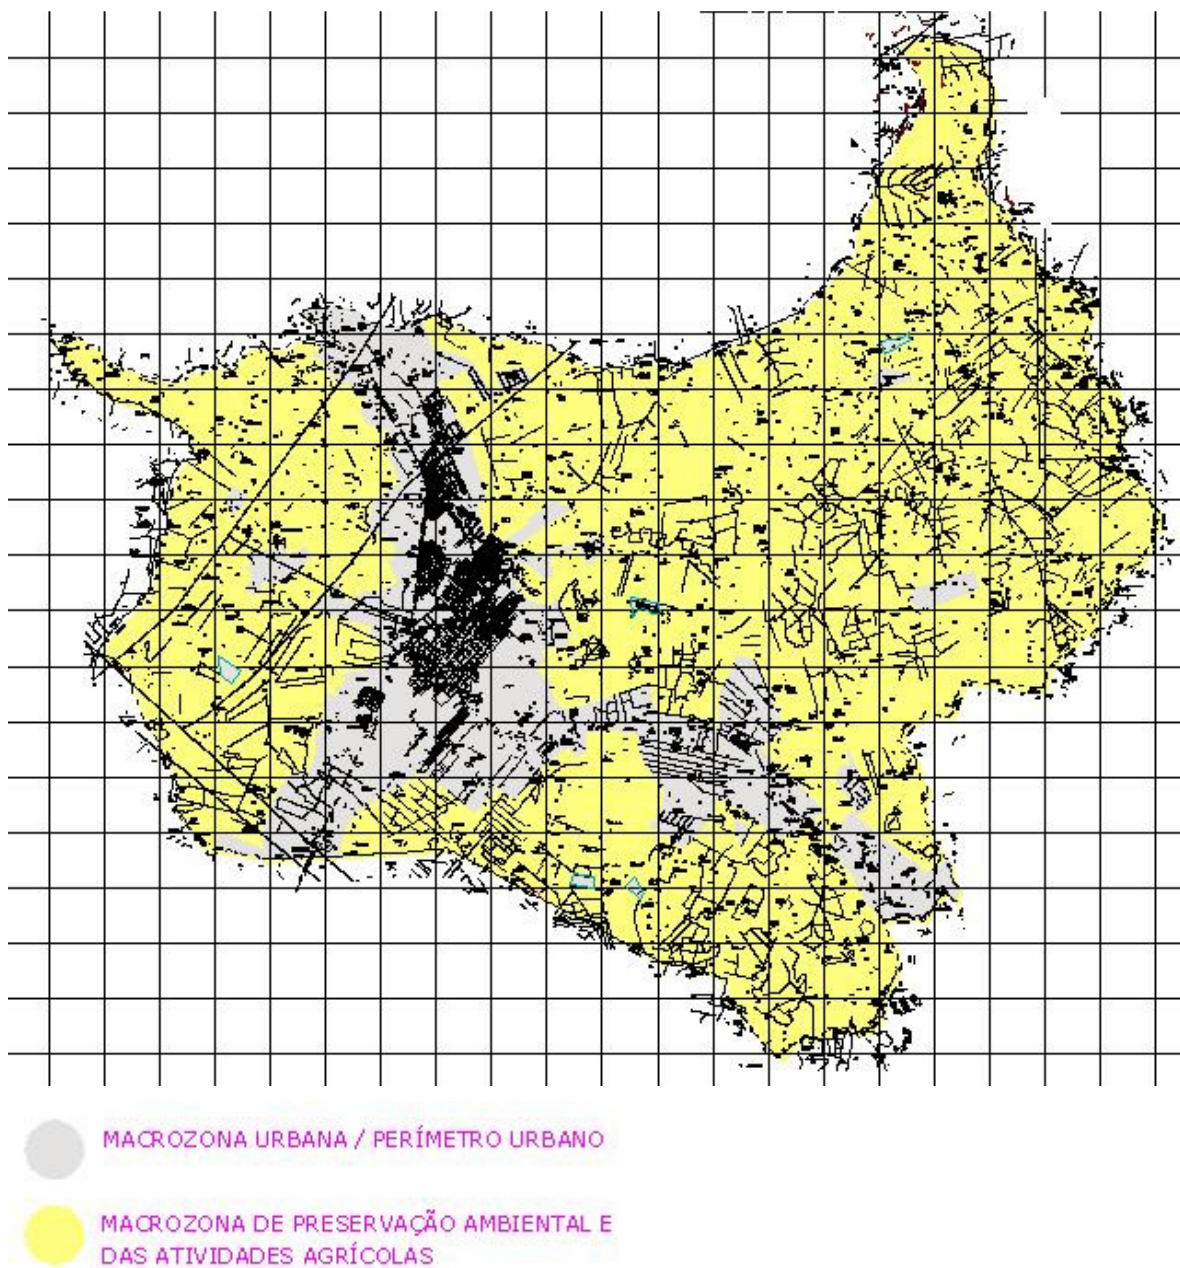 MACROZONA URBANA / PERÍMETRO URBANO
MACROZONA DE PRESERVAÇÃO AMBIENTAL E
DAS ATIVIDADES AGRÍCOLAS